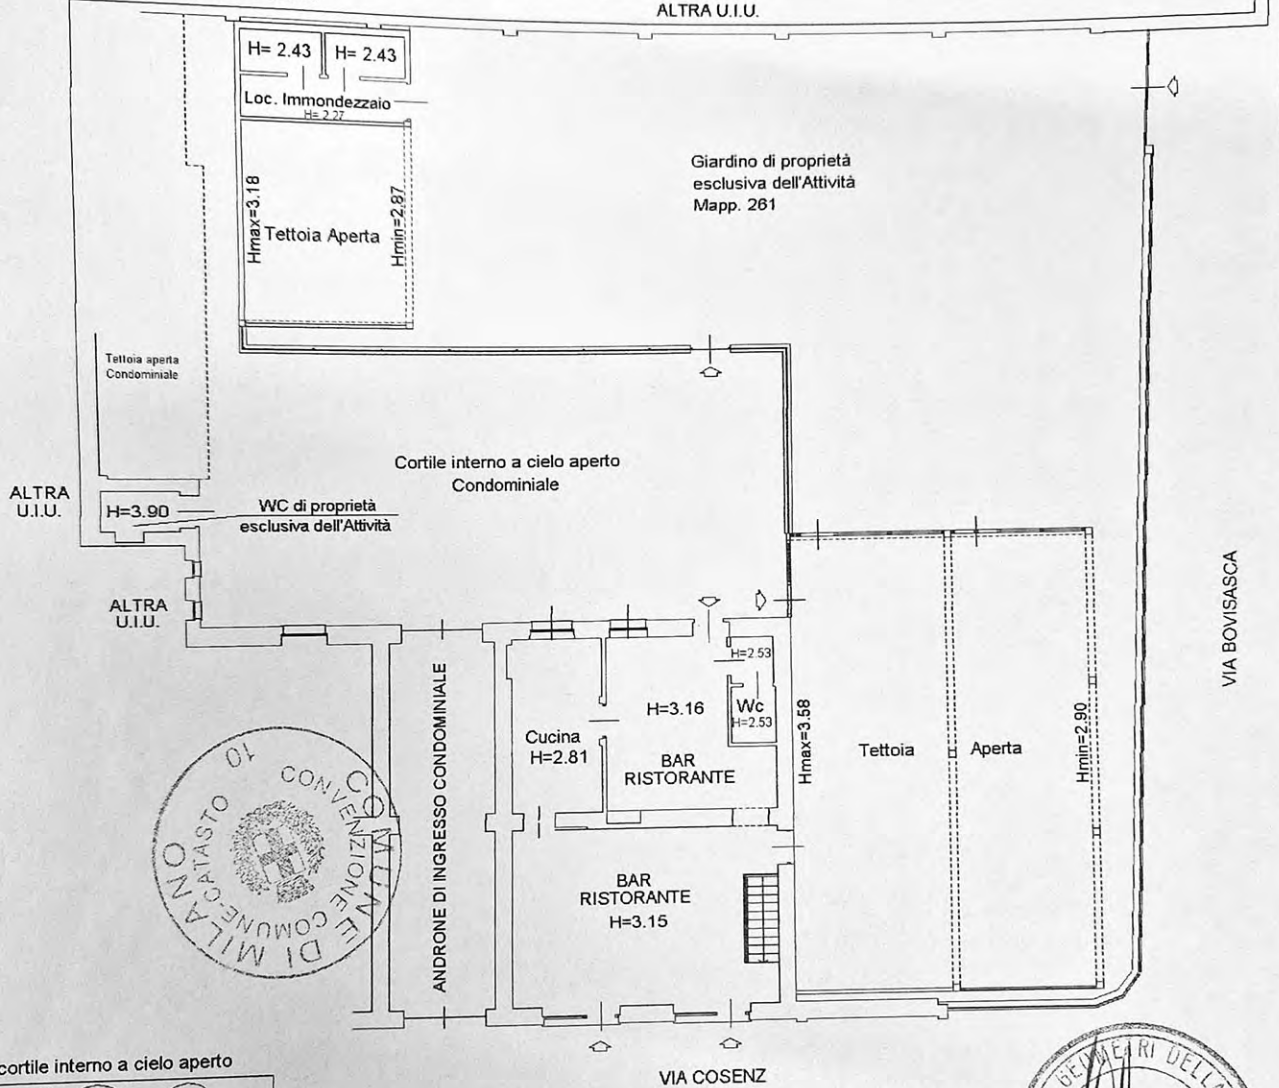 ALTRA U.I.U.
H= 2.43
H= 2.43
Loc. Immondezzaio
H= 2.27
Hmax=3.18
Tettoia Aperta
Hmin=2.87
Giardino di proprietà
esclusiva dell'Attività
Mapp. 261
Tettoia aperta
Condominiale
Cortile interno a cielo aperto
Condominiale
ALTRA
U.I.U.
H=3.90
WC di proprietà
esclusiva dell'Attività
ALTRA
U.I.U.
VIA BOVISASCA
H=2.53
Wc
H=2.53
H=3.16
BAR
RISTORANTE
Cucina
H=2.81
Hmax=3.58
Tettoia
Aperta
Hmin=2.90
ANDRONE DI INGRESSO CONDOMINIALE
BAR
RISTORANTE
H=3.15
COMUNE DI MILANO
10
CONVENZIONE COMUNE-CATASTO
cortile interno a cielo aperto
VIA COSENZ
GEOMETRI DELL